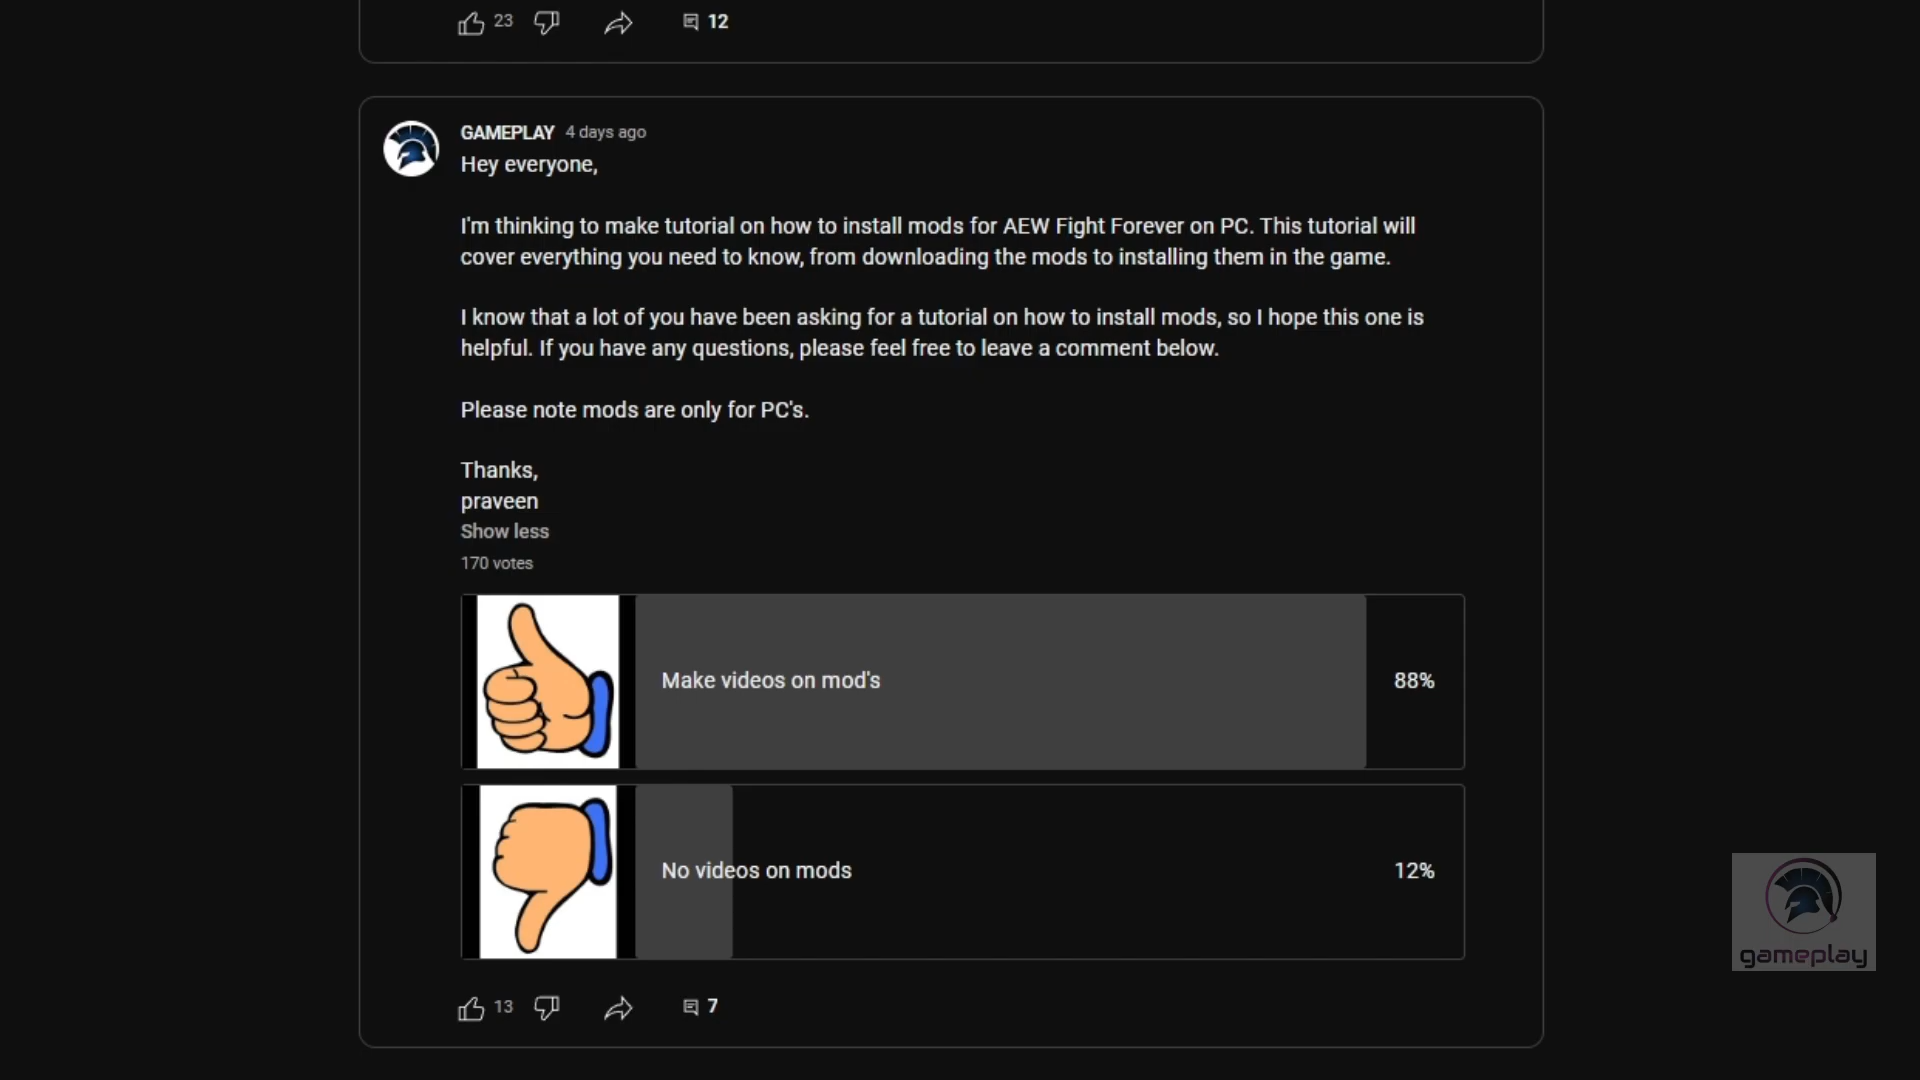 23 12
GAMEPLAY 4 days ago
Hey everyone,
I'm thinking to make tutorial on how to install mods for AEW Fight Forever on PC. This tutorial will
cover everything you need to know, from downloading the mods to installing them in the game.
I know that a lot of you have been asking for a tutorial on how to install mods, so I hope this one is
helpful. If you have any questions, please feel free to leave a comment below.
Please note mods are only for PC's.
Thanks,
praveen
Show less
170 votes
Make videos on mod's 88%
No videos on mods 12%
gameplay
13 7